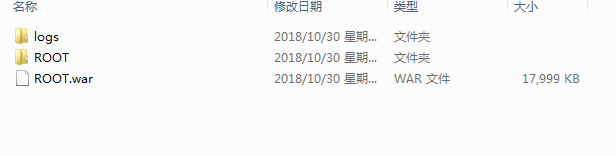 名称 修改日期 类型 大小
logs 2018/10/30 星期... 文件夹
ROOT 2018/10/30 星期... 文件夹
ROOT.war 2018/10/30 星期... WAR 文件 17,999 KB